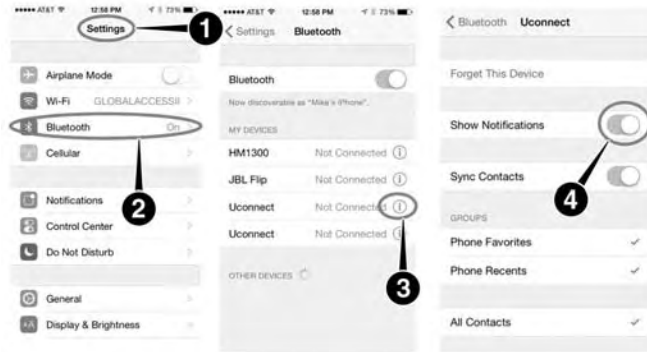 AT&T 12:58 PM 73%
Settings
1
Airplane Mode
Wi-Fi GLOBALACCESSII
Bluetooth On
2
Cellular
Notifications
Control Center
Do Not Disturb
General
Display & Brightness
AT&T 12:58 PM 73%
Settings Bluetooth
Bluetooth
Now discoverable as "Mike's iPhone".
MY DEVICES
HM1300 Not Connected
JBL Flip Not Connected
Uconnect Not Connected
Uconnect Not Connected
3
OTHER DEVICES
Bluetooth Uconnect
Forget This Device
Show Notifications
4
Sync Contacts
GROUPS
Phone Favorites
Phone Recents
All Contacts